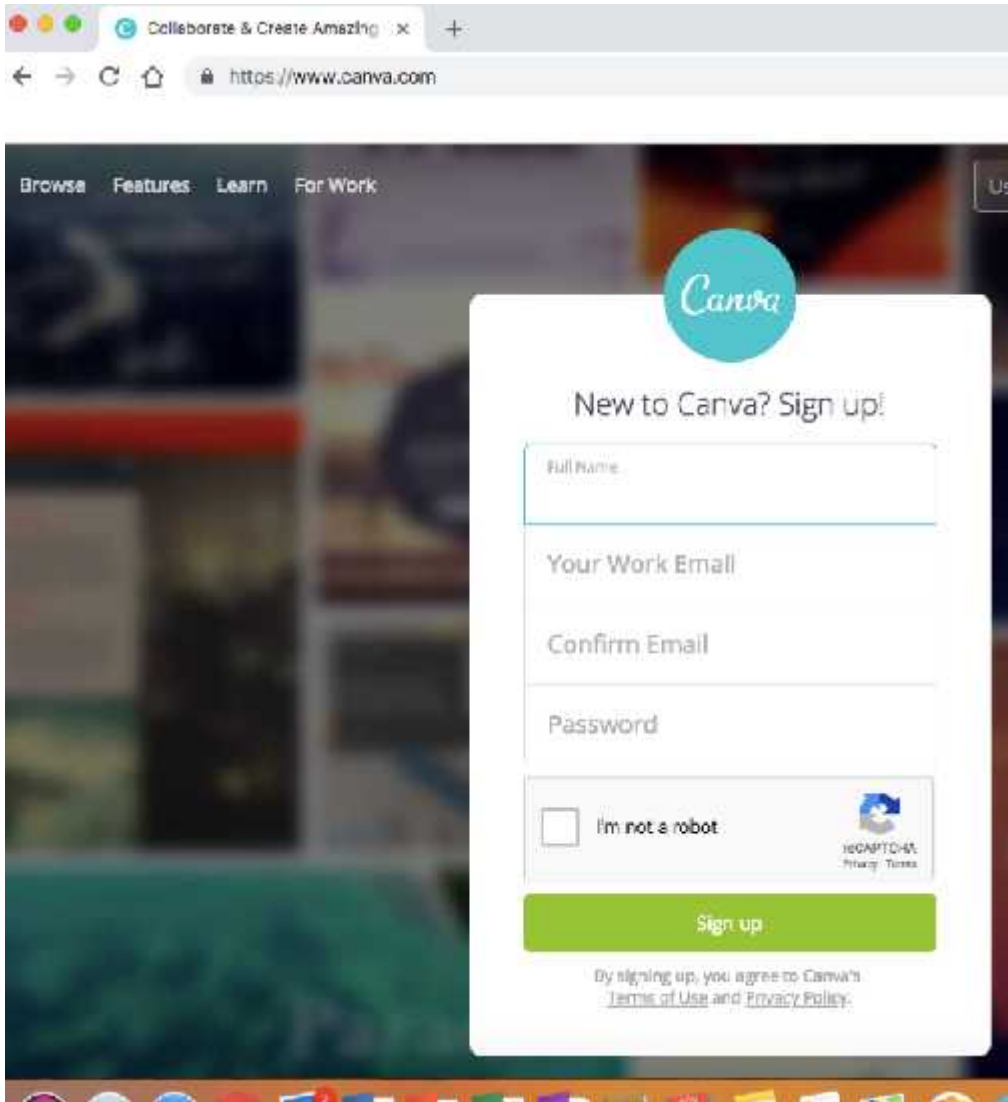 Collaborate & Create Amazing
https://www.canva.com
Browse Features Learn For Work
Us
Canva
New to Canva? Sign up!
Full Name
Your Work Email
Confirm Email
Password
I'm not a robot
reCAPTCHA
Privacy Terms
Sign up
By signing up, you agree to Canva's
Terms of Use and Privacy Policy.
2